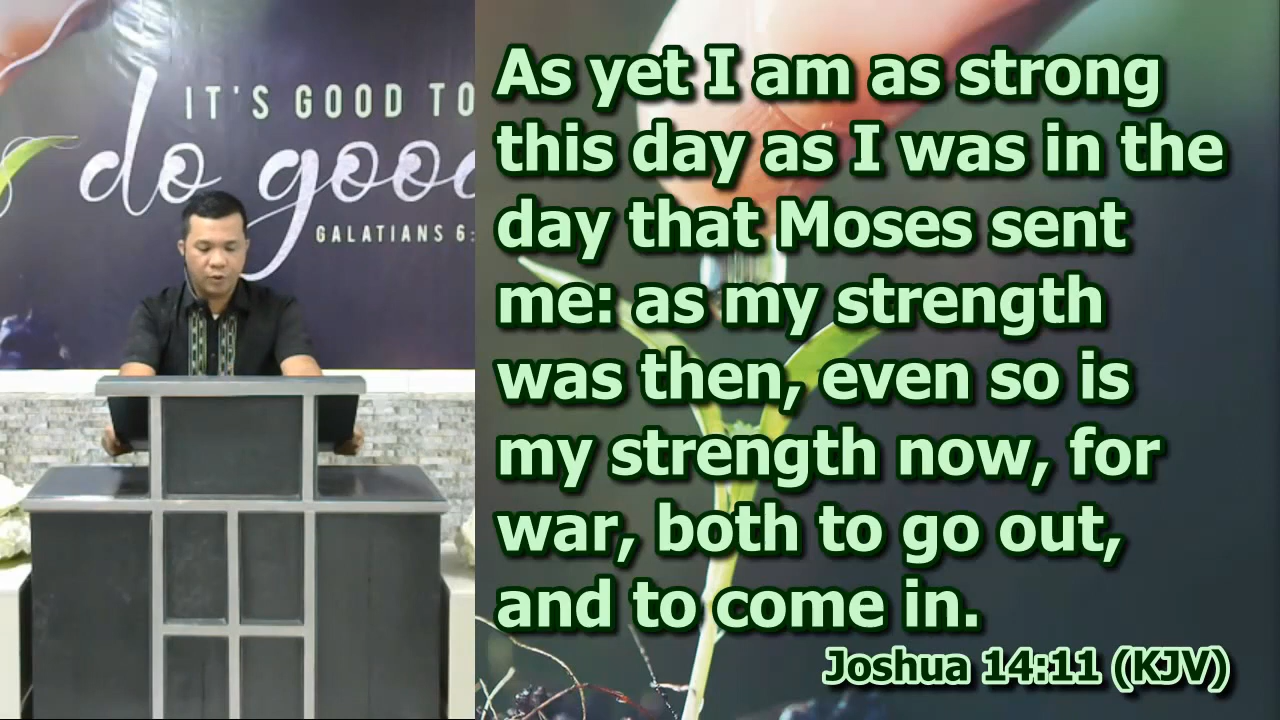 IT'S GOOD TO
do good
GALATIANS 6:
As yet I am as strong
this day as I was in the
day that Moses sent
me: as my strength
was then, even so is
my strength now, for
war, both to go out,
and to come in.
Joshua 14:11 (KJV)